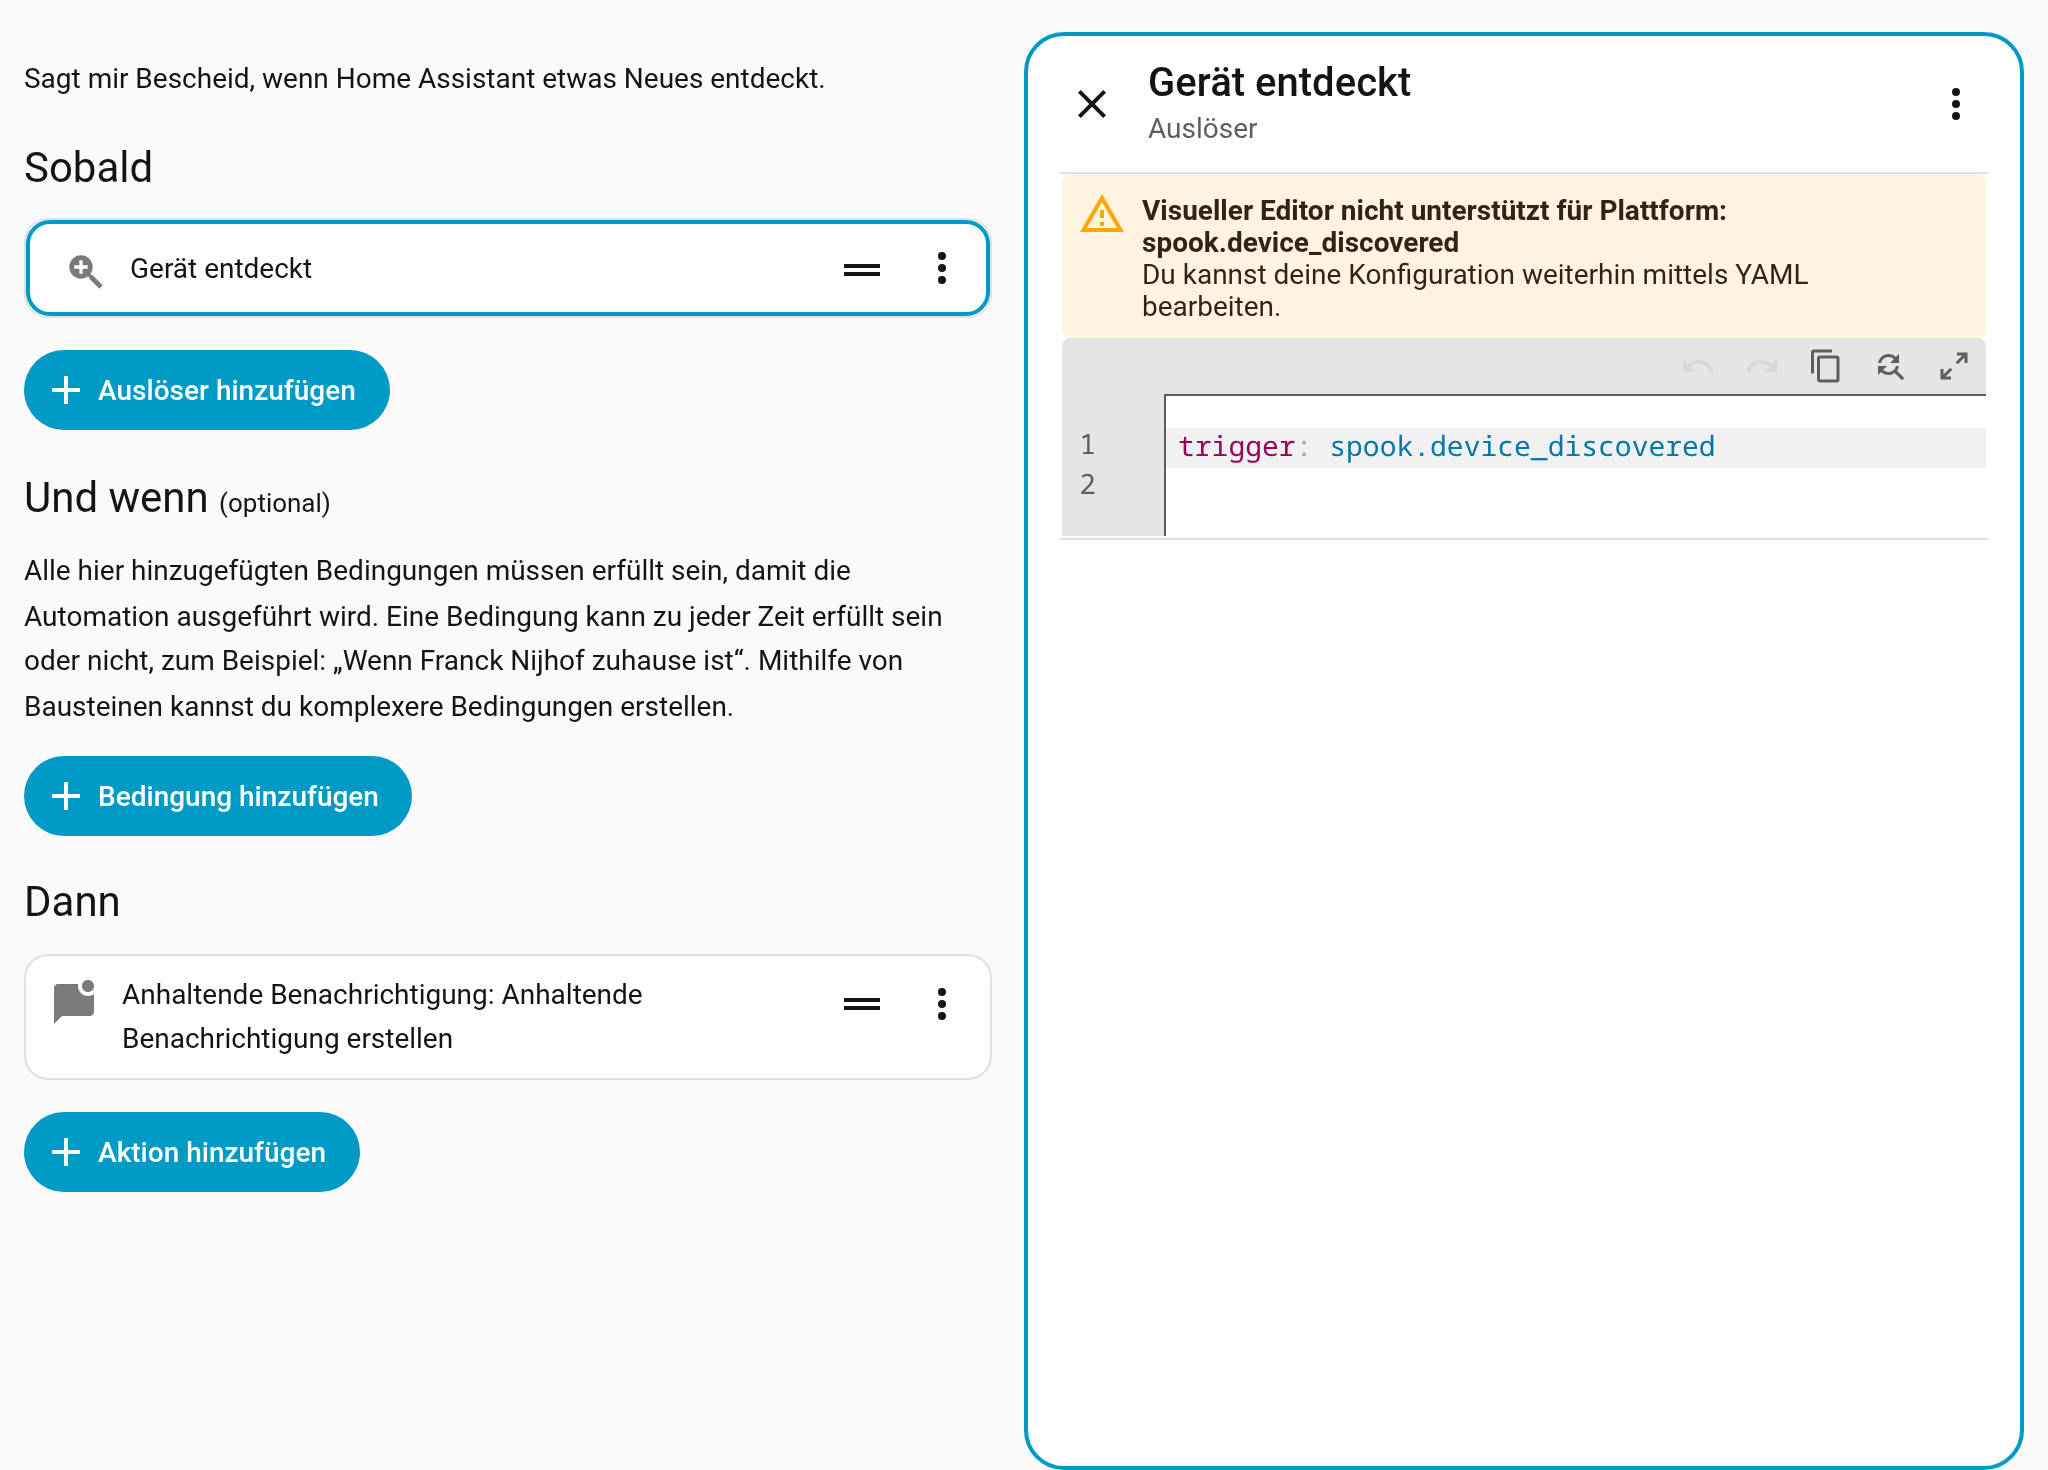 Sagt mir Bescheid, wenn Home Assistant etwas Neues entdeckt.
Sobald
Gerät entdeckt
Auslöser hinzufügen
Und wenn (optional)
Alle hier hinzugefügten Bedingungen müssen erfüllt sein, damit die
Automation ausgeführt wird. Eine Bedingung kann zu jeder Zeit erfüllt sein
oder nicht, zum Beispiel: „Wenn Franck Nijhof zuhause ist“. Mithilfe von
Bausteinen kannst du komplexere Bedingungen erstellen.
Bedingung hinzufügen
Dann
Anhaltende Benachrichtigung: Anhaltende
Benachrichtigung erstellen
Aktion hinzufügen
Gerät entdeckt
Auslöser
Visueller Editor nicht unterstützt für Plattform:
spook.device_discovered
Du kannst deine Konfiguration weiterhin mittels YAML
bearbeiten.
1 trigger: spook.device_discovered
2